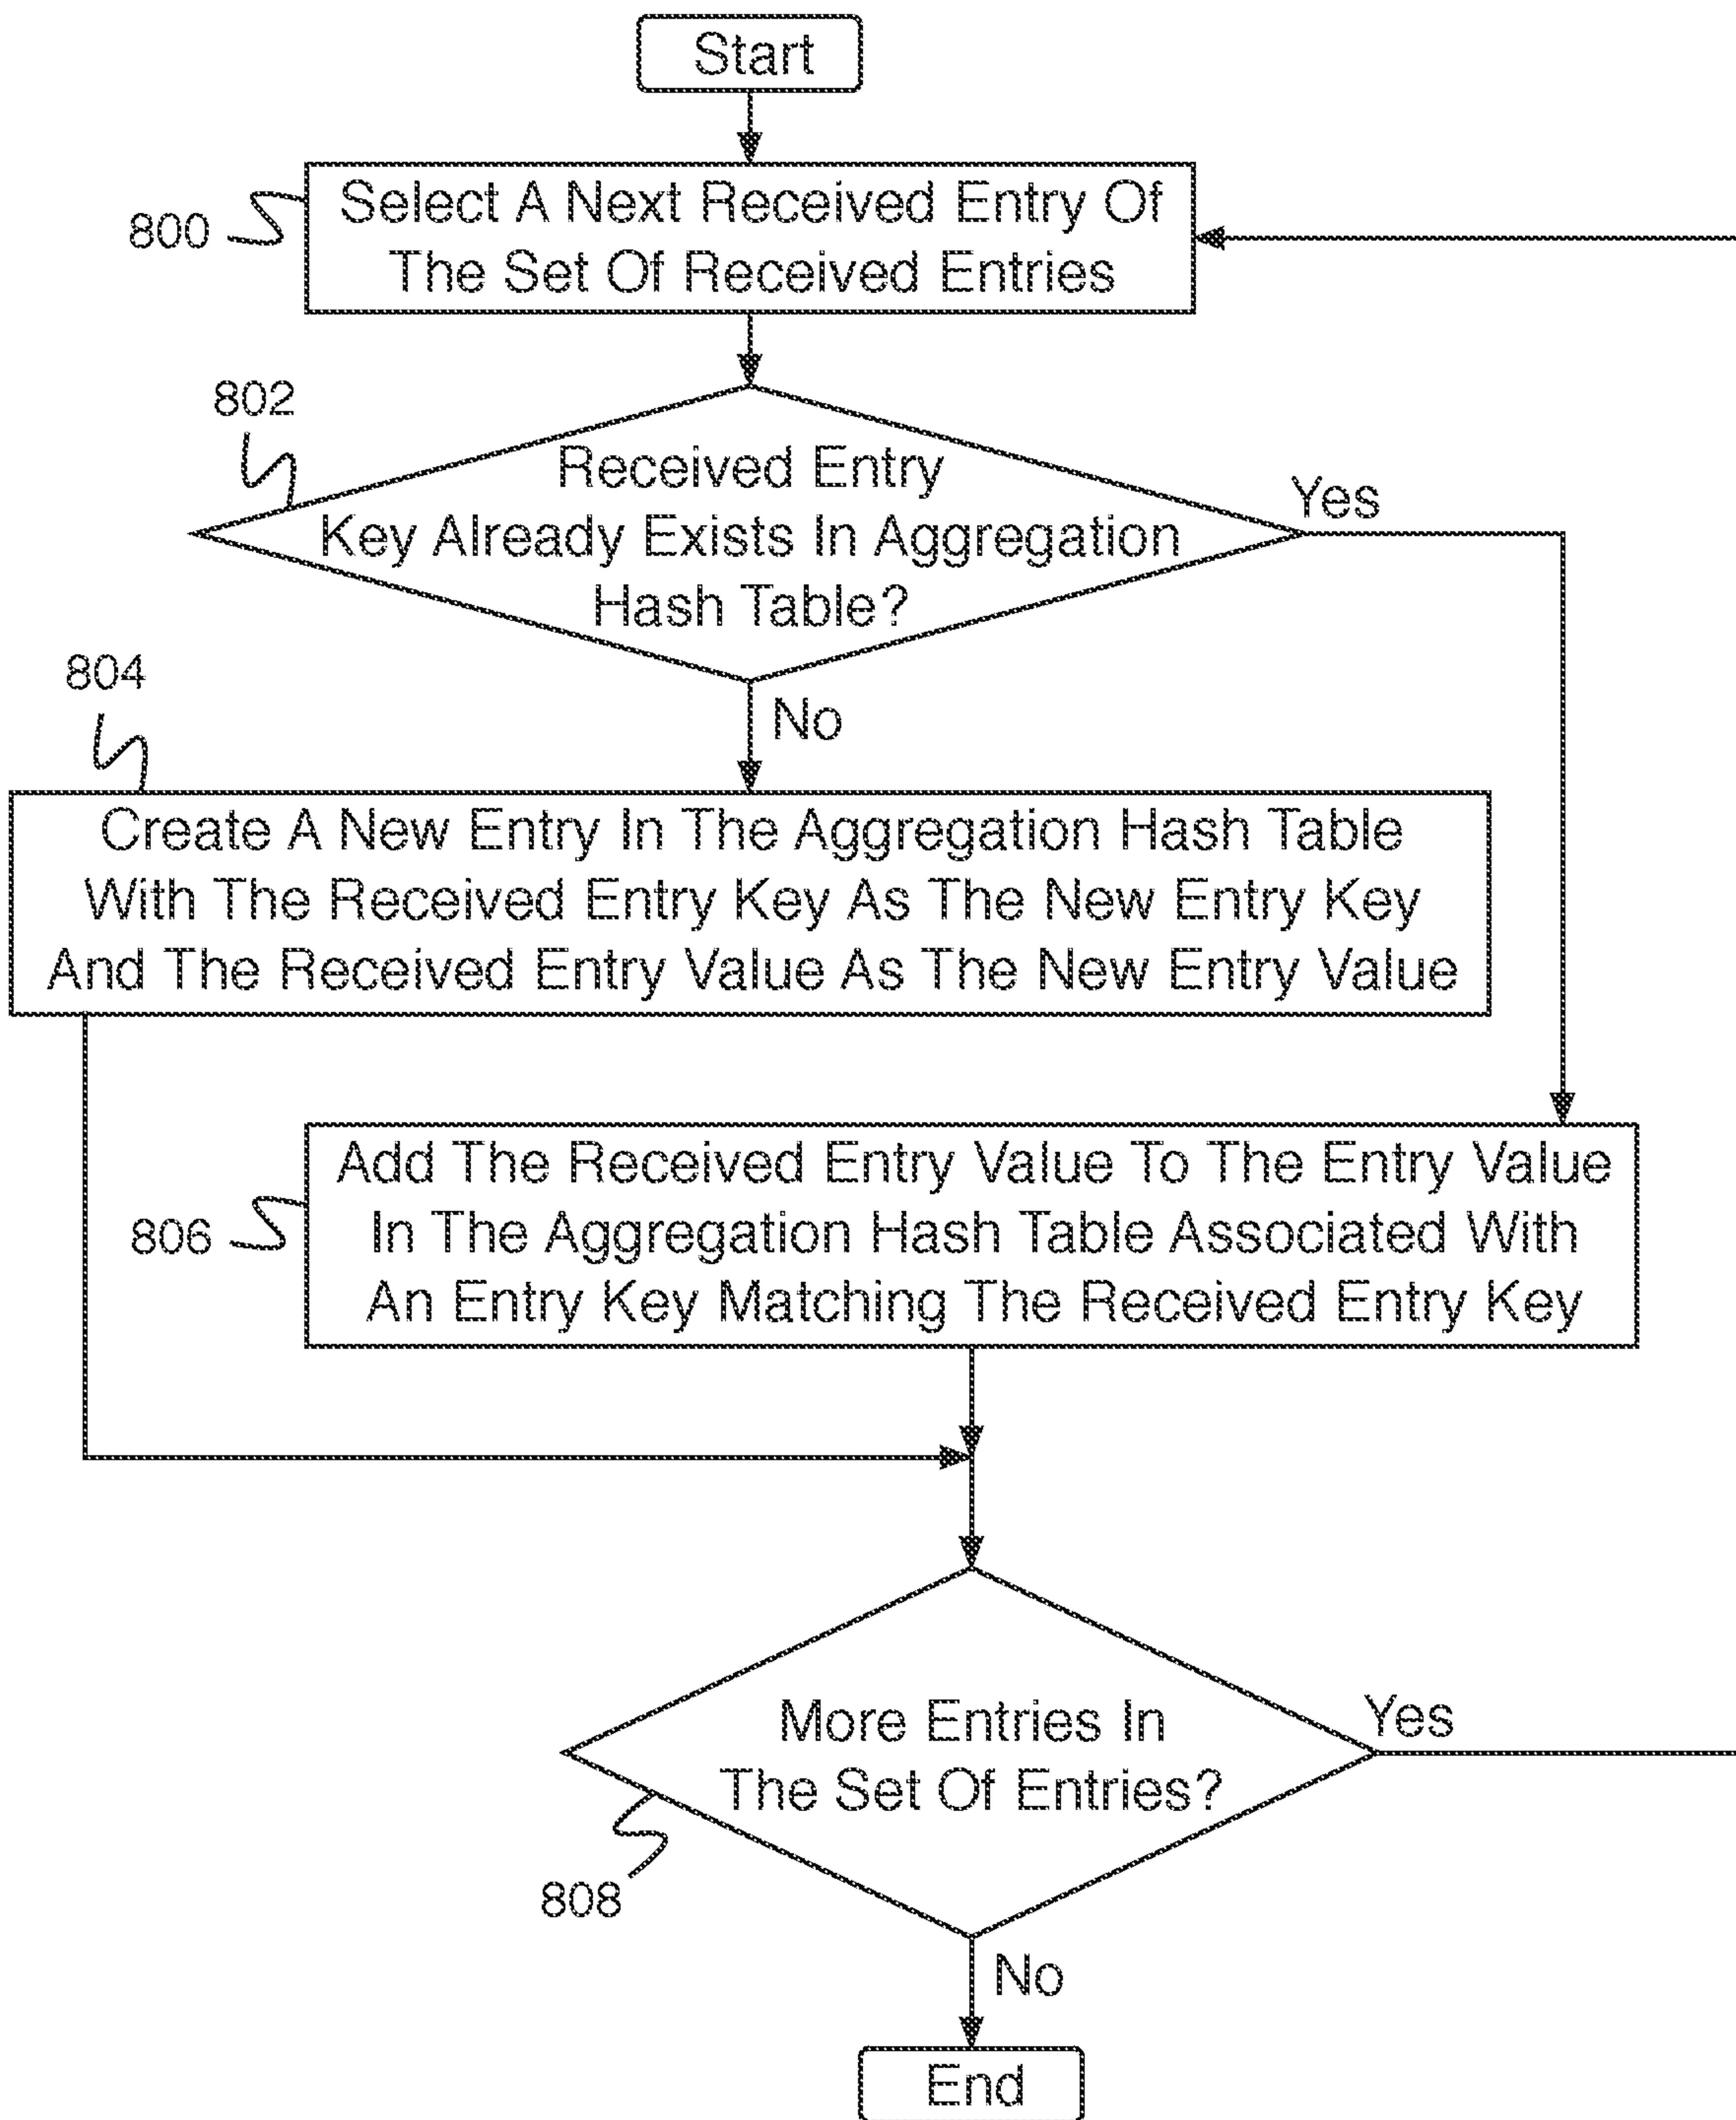 Start
800
Select A Next Received Entry Of
The Set Of Received Entries
802
Received Entry
Key Already Exists In Aggregation
Hash Table?
Yes
No
804
Create A New Entry In The Aggregation Hash Table
With The Received Entry Key As The New Entry Key
And The Received Entry Value As The New Entry Value
806
Add The Received Entry Value To The Entry Value
In The Aggregation Hash Table Associated With
An Entry Key Matching The Received Entry Key
More Entries In
The Set Of Entries?
Yes
808
No
End